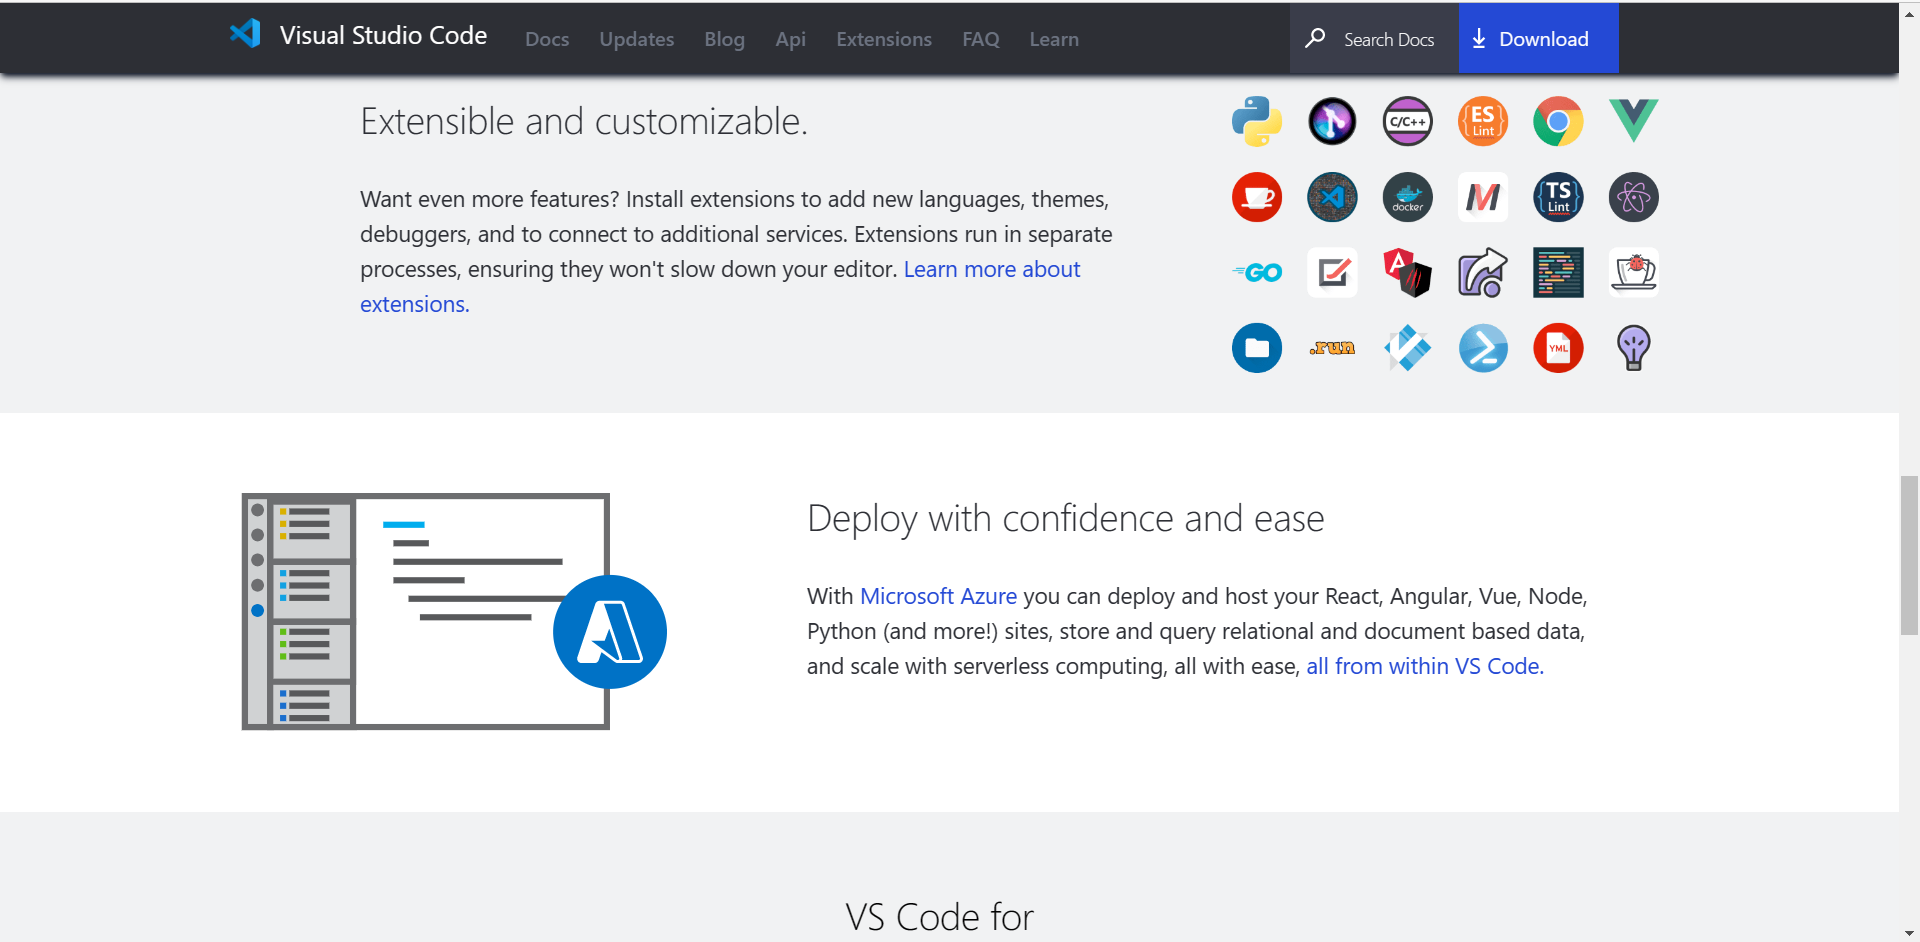 Visual Studio Code Docs Updates Blog Api Extensions FAQ Learn Search Docs Download
Extensible and customizable.
Want even more features? Install extensions to add new languages, themes,
debuggers, and to connect to additional services. Extensions run in separate
processes, ensuring they won't slow down your editor. Learn more about
extensions.
C/C++
ES
Lint
docker
TS
Lint
GO
.run
YML
Deploy with confidence and ease
With Microsoft Azure you can deploy and host your React, Angular, Vue, Node,
Python (and more!) sites, store and query relational and document based data,
and scale with serverless computing, all with ease, all from within VS Code.
VS Code for